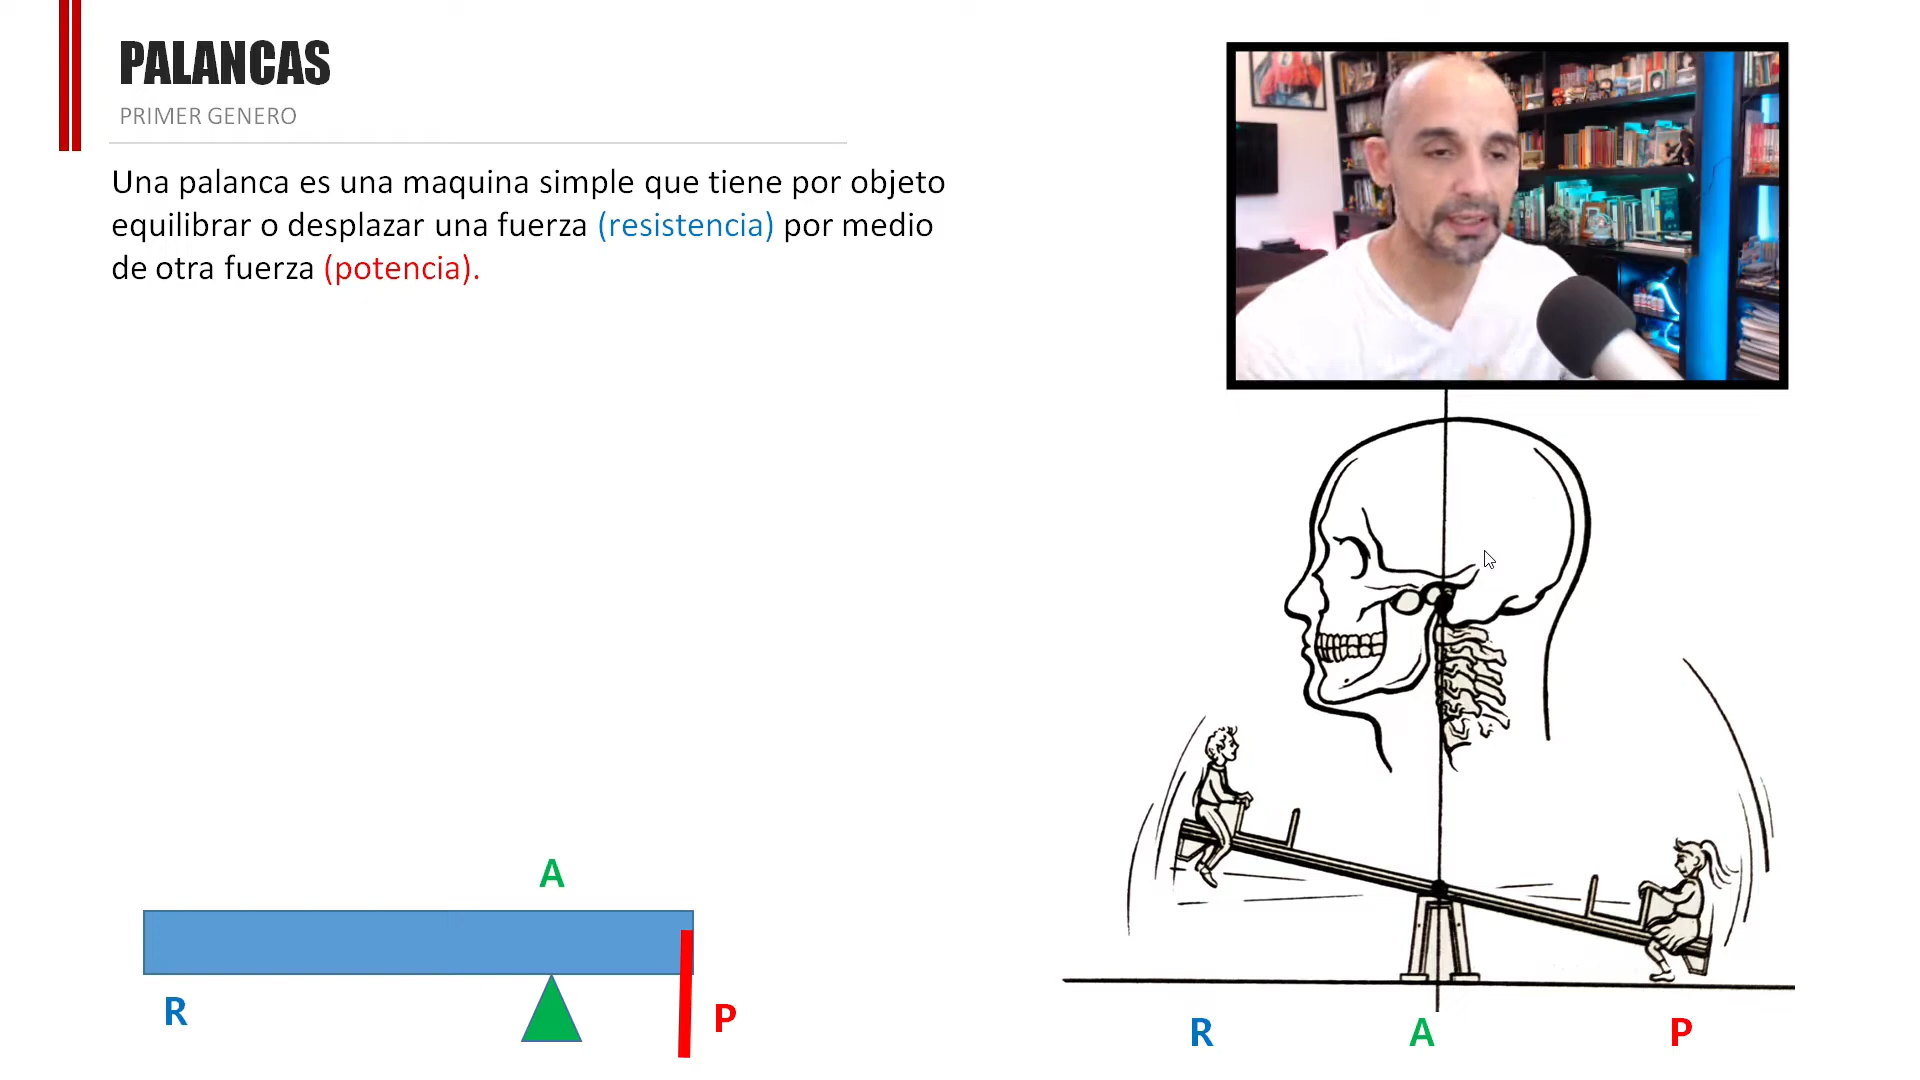 PALANCAS
PRIMER GENERO
Una palanca es una maquina simple que tiene por objeto
equilibrar o desplazar una fuerza (resistencia) por medio
de otra fuerza (potencia).
A
R
P
R
A
P